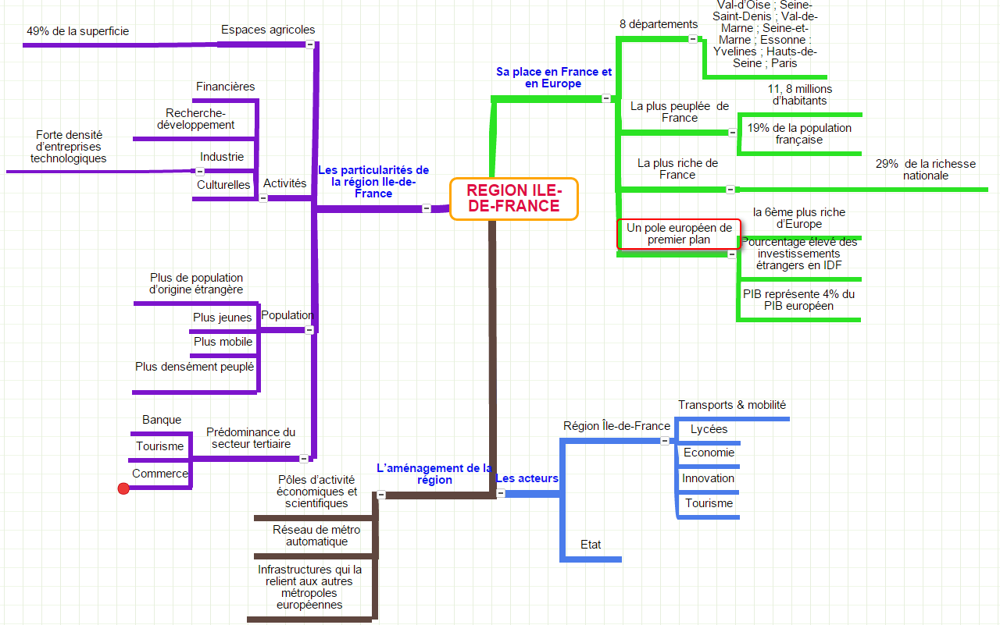 REGION ILE-
DE-FRANCE
Sa place en France et
en Europe
8 départements
Val-d'Oise ; Seine-
Saint-Denis ; Val-de-
Marne ; Seine-et-
Marne ; Essonne :
Yvelines ; Hauts-de-
Seine ; Paris
La plus peuplée de
France
11, 8 millions
d'habitants
19% de la population
française
La plus riche de
France
29% de la richesse
nationale
Un pole européen de
premier plan
la 6ème plus riche
d'Europe
Pourcentage élevé des
investissements
étrangers en IDF
PIB représente 4% du
PIB européen
Les acteurs
Région Île-de-France
Transports & mobilité
Lycées
Economie
Innovation
Tourisme
Etat
L'aménagement de la
région
Pôles d'activité
économiques et
scientifiques
Réseau de métro
automatique
Infrastructures qui la
relient aux autres
métropoles
européennes
Les particularités de
la région Ile-de-
France
Espaces agricoles
49% de la superficie
Activités
Financières
Recherche-
développement
Industrie
Forte densité
d'entreprises
technologiques
Culturelles
Population
Plus de population
d'origine étrangère
Plus jeunes
Plus mobile
Plus densément peuplé
Prédominance du
secteur tertiaire
Banque
Tourisme
Commerce